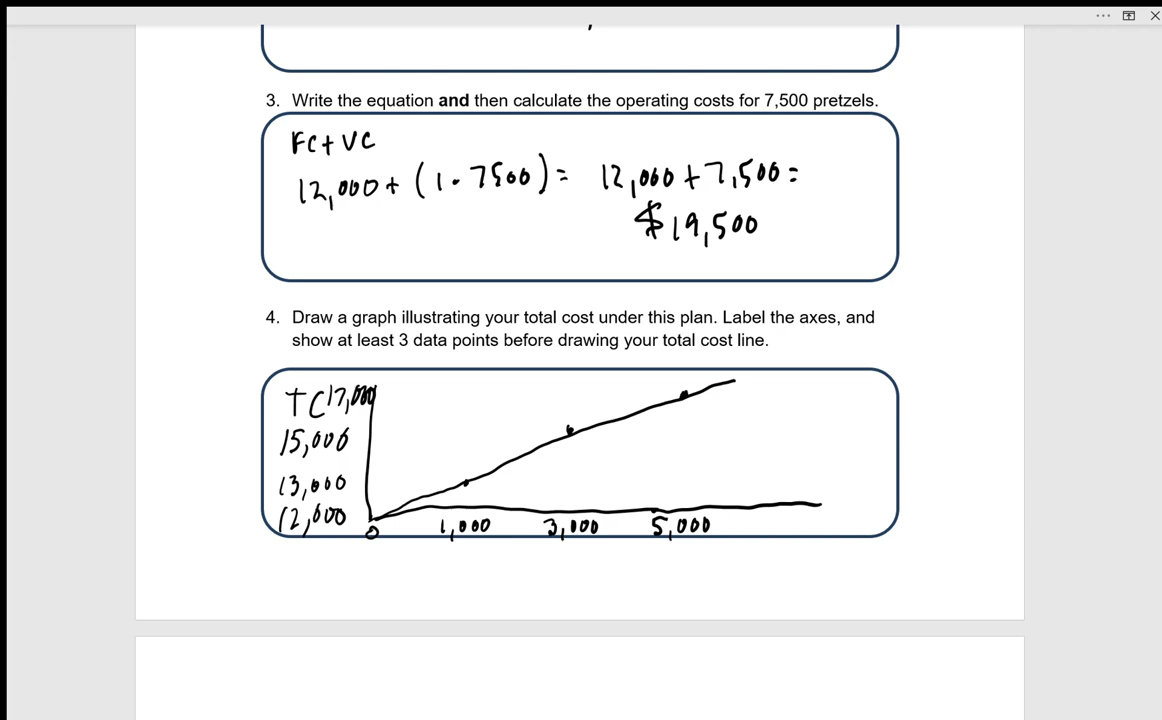 3. Write the equation and then calculate the operating costs for 7,500 pretzels.
FC + VC
12,000 + (1 · 7500) = 12,000 + 7,500 =
$19,500
4. Draw a graph illustrating your total cost under this plan. Label the axes, and
show at least 3 data points before drawing your total cost line.
TC 17,000
15,000
13,000
12,000
0 1,000 3,000 5,000